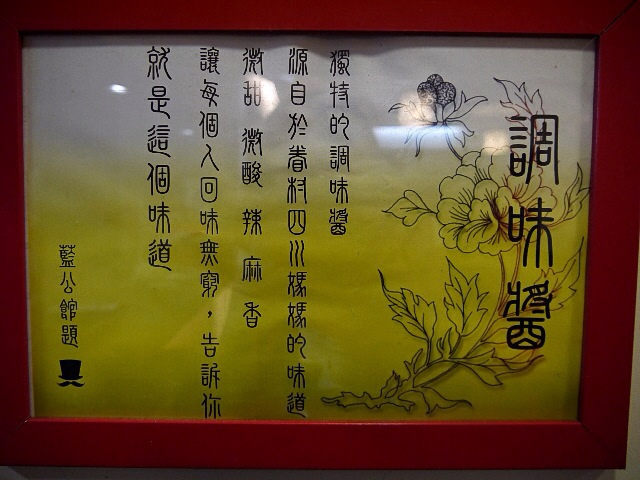 調味醬
獨特的調味醬
源自於眷村四川媽媽的味道
微甜 微酸 辣 麻 香
讓每個人回味無窮，告訴你
就是這個味道
藍公館題